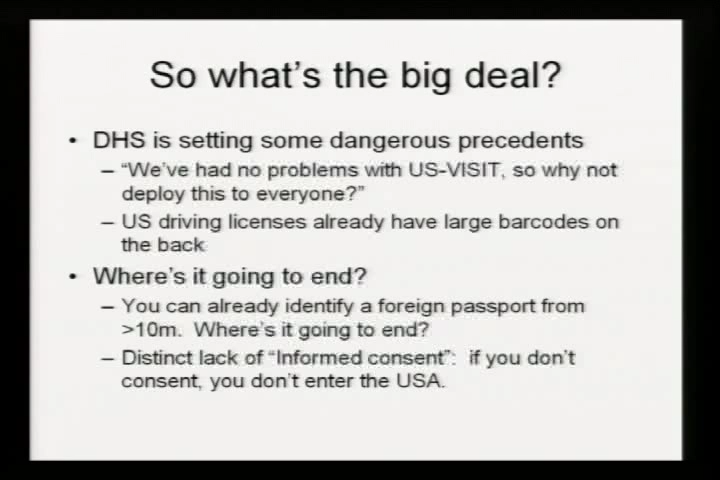 So what's the big deal?
• DHS is setting some dangerous precedents
– “We've had no problems with US-VISIT, so why not
deploy this to everyone?”
– US driving licenses already have large barcodes on
the back
• Where's it going to end?
– You can already identify a foreign passport from
>10m.  Where's it going to end?
– Distinct lack of “Informed consent”:  if you don't
consent, you don't enter the USA.